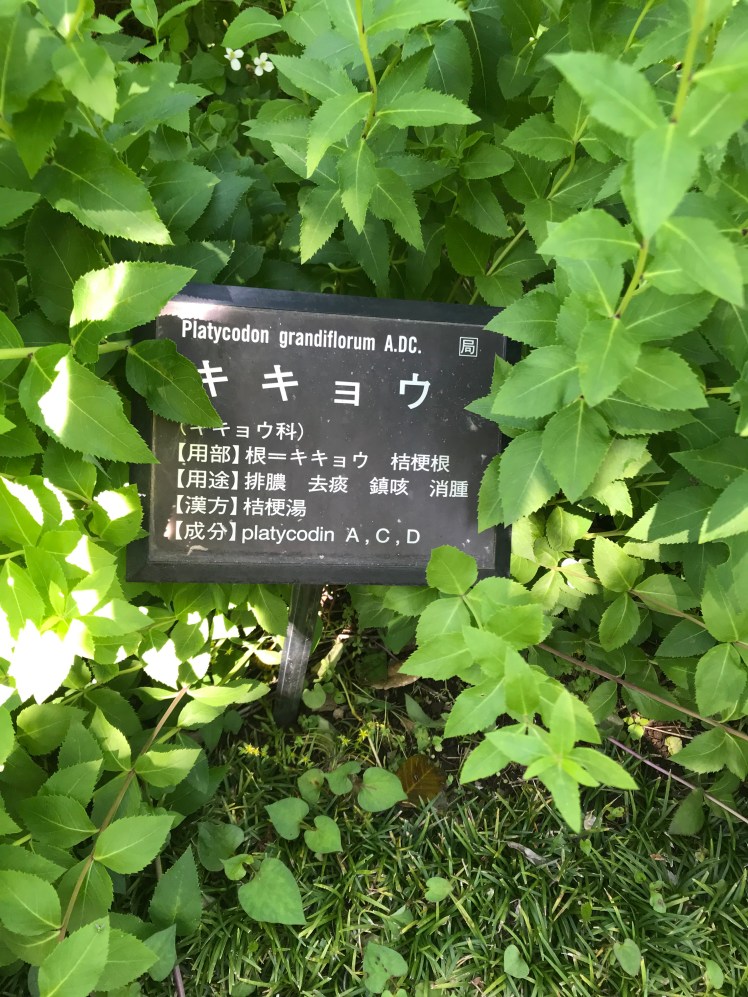 Platycodon grandiflorum A.DC.
局
キキョウ
(キキョウ科)
【用部】根＝キキョウ 桔梗根
【用途】排膿 去痰 鎮咳 消腫
【漢方】桔梗湯
【成分】platycodin A , C , D